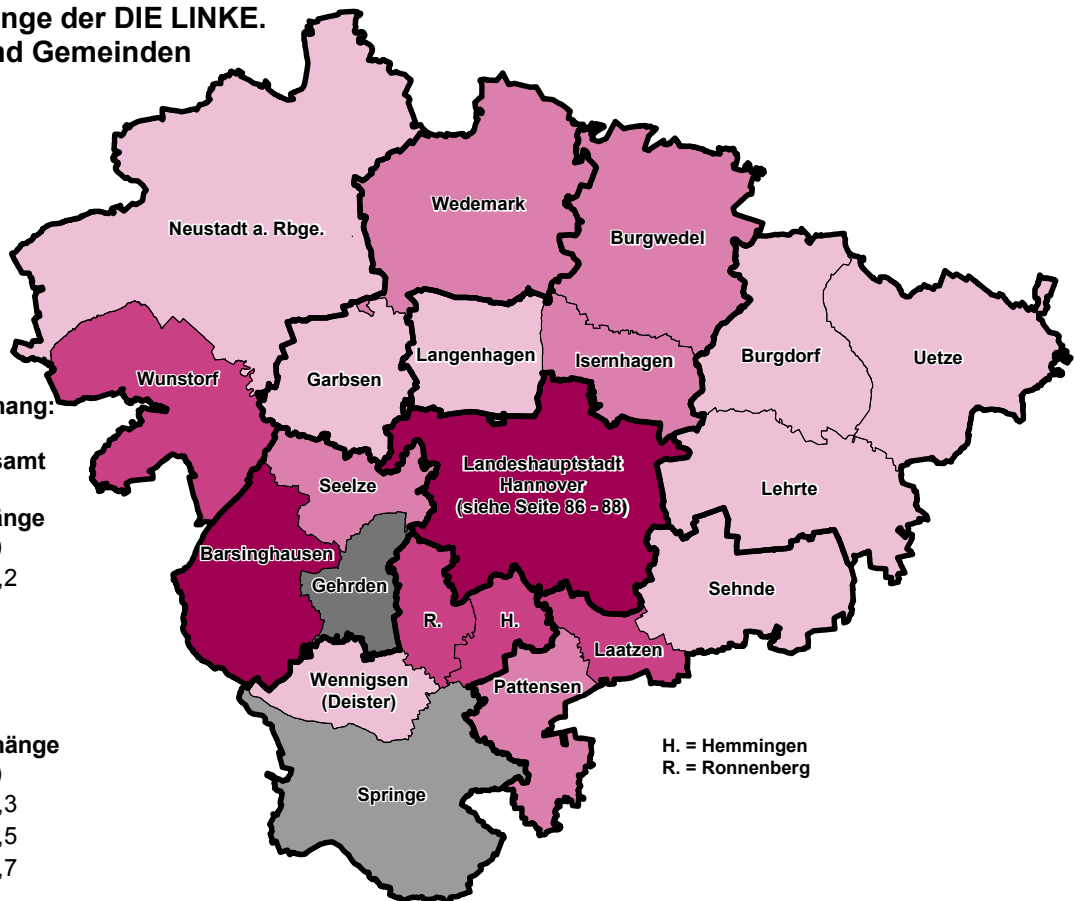 nge der DIE LINKE.
nd Gemeinden
Wedemark
Neustadt a. Rbge.
Burgwedel
Langenhagen
Isernhagen
Burgdorf
Uetze
Wunstorf
Garbsen
hang:
samt
Landeshauptstadt
Hannover
(siehe Seite 86 - 88)
Seelze
Lehrte
änge
)
,2
Barsinghausen
Gehrden
Sehnde
R.
H.
Laatzen
Wennigsen
(Deister)
Pattensen
H. = Hemmingen
R. = Ronnenberg
hänge
)
,3
,5
,7
Springe